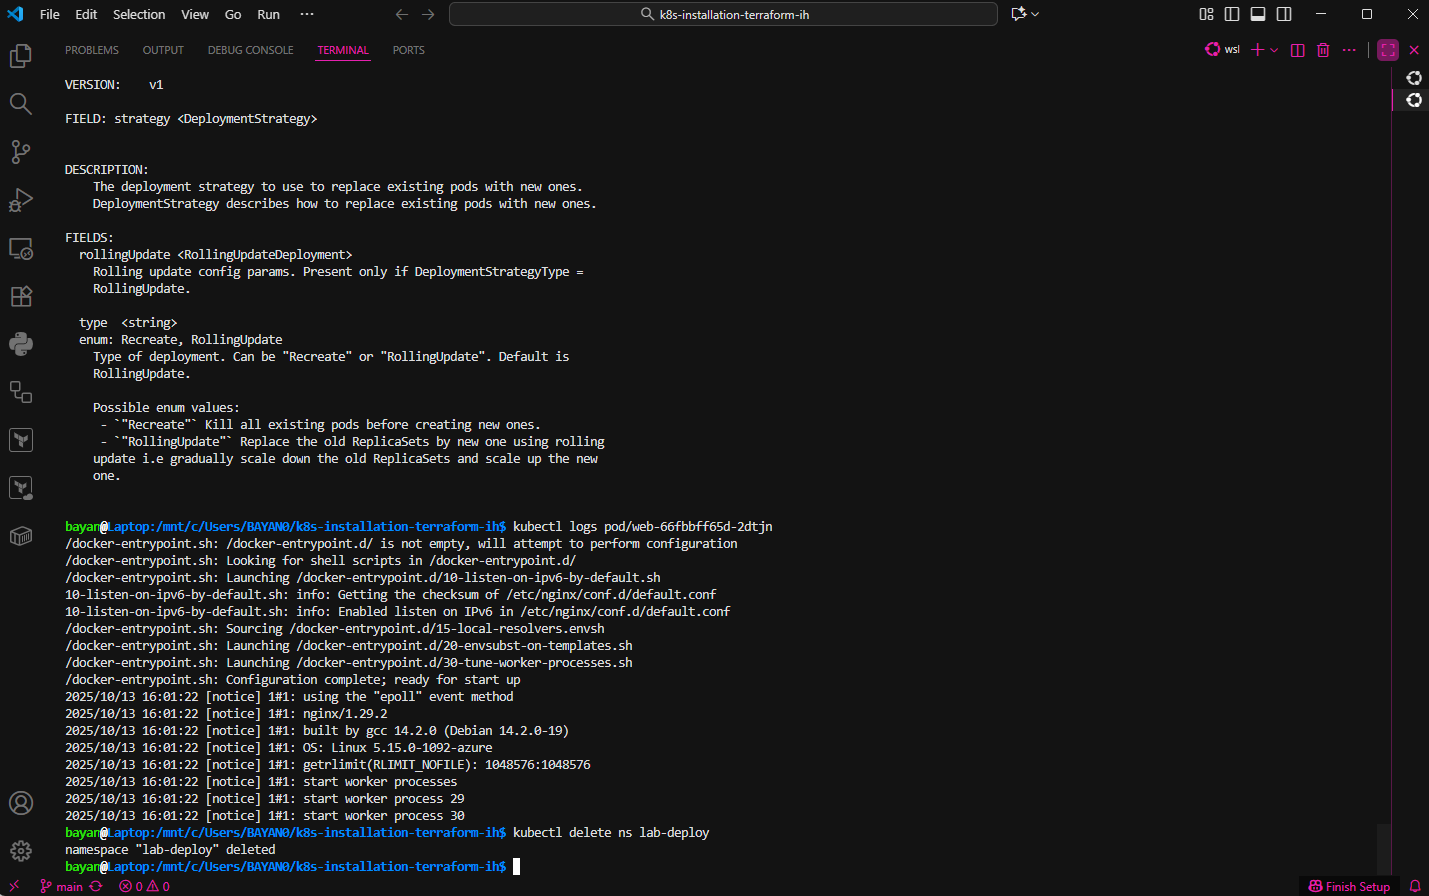 File Edit Selection View Go Run ··· k8s-installation-terraform-ih
PROBLEMS OUTPUT DEBUG CONSOLE TERMINAL PORTS wsl
VERSION:    v1
FIELD: strategy <DeploymentStrategy>
DESCRIPTION:
    The deployment strategy to use to replace existing pods with new ones.
    DeploymentStrategy describes how to replace existing pods with new ones.
FIELDS:
  rollingUpdate <RollingUpdateDeployment>
    Rolling update config params. Present only if DeploymentStrategyType =
    RollingUpdate.
  type  <string>
  enum: Recreate, RollingUpdate
    Type of deployment. Can be "Recreate" or "RollingUpdate". Default is
    RollingUpdate.
    Possible enum values:
     - `"Recreate"` Kill all existing pods before creating new ones.
     - `"RollingUpdate"` Replace the old ReplicaSets by new one using rolling
    update i.e gradually scale down the old ReplicaSets and scale up the new
    one.
bayan@Laptop:/mnt/c/Users/BAYAN0/k8s-installation-terraform-ih$ kubectl logs pod/web-66fbbff65d-2dtjn
/docker-entrypoint.sh: /docker-entrypoint.d/ is not empty, will attempt to perform configuration
/docker-entrypoint.sh: Looking for shell scripts in /docker-entrypoint.d/
/docker-entrypoint.sh: Launching /docker-entrypoint.d/10-listen-on-ipv6-by-default.sh
10-listen-on-ipv6-by-default.sh: info: Getting the checksum of /etc/nginx/conf.d/default.conf
10-listen-on-ipv6-by-default.sh: info: Enabled listen on IPv6 in /etc/nginx/conf.d/default.conf
/docker-entrypoint.sh: Sourcing /docker-entrypoint.d/15-local-resolvers.envsh
/docker-entrypoint.sh: Launching /docker-entrypoint.d/20-envsubst-on-templates.sh
/docker-entrypoint.sh: Launching /docker-entrypoint.d/30-tune-worker-processes.sh
/docker-entrypoint.sh: Configuration complete; ready for start up
2025/10/13 16:01:22 [notice] 1#1: using the "epoll" event method
2025/10/13 16:01:22 [notice] 1#1: nginx/1.29.2
2025/10/13 16:01:22 [notice] 1#1: built by gcc 14.2.0 (Debian 14.2.0-19)
2025/10/13 16:01:22 [notice] 1#1: OS: Linux 5.15.0-1092-azure
2025/10/13 16:01:22 [notice] 1#1: getrlimit(RLIMIT_NOFILE): 1048576:1048576
2025/10/13 16:01:22 [notice] 1#1: start worker processes
2025/10/13 16:01:22 [notice] 1#1: start worker process 29
2025/10/13 16:01:22 [notice] 1#1: start worker process 30
bayan@Laptop:/mnt/c/Users/BAYAN0/k8s-installation-terraform-ih$ kubectl delete ns lab-deploy
namespace "lab-deploy" deleted
bayan@Laptop:/mnt/c/Users/BAYAN0/k8s-installation-terraform-ih$
main 0 0 Finish Setup